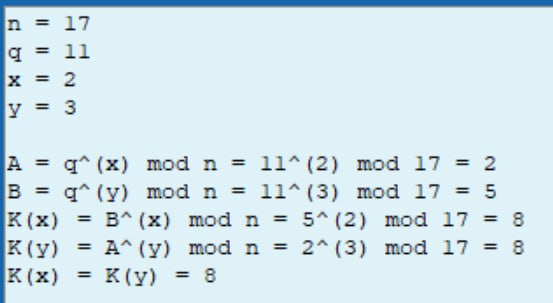 n = 17
q = 11
x = 2
y = 3
A = q^(x) mod n = 11^(2) mod 17 = 2
B = q^(y) mod n = 11^(3) mod 17 = 5
K(x) = B^(x) mod n = 5^(2) mod 17 = 8
K(y) = A^(y) mod n = 2^(3) mod 17 = 8
K(x) = K(y) = 8